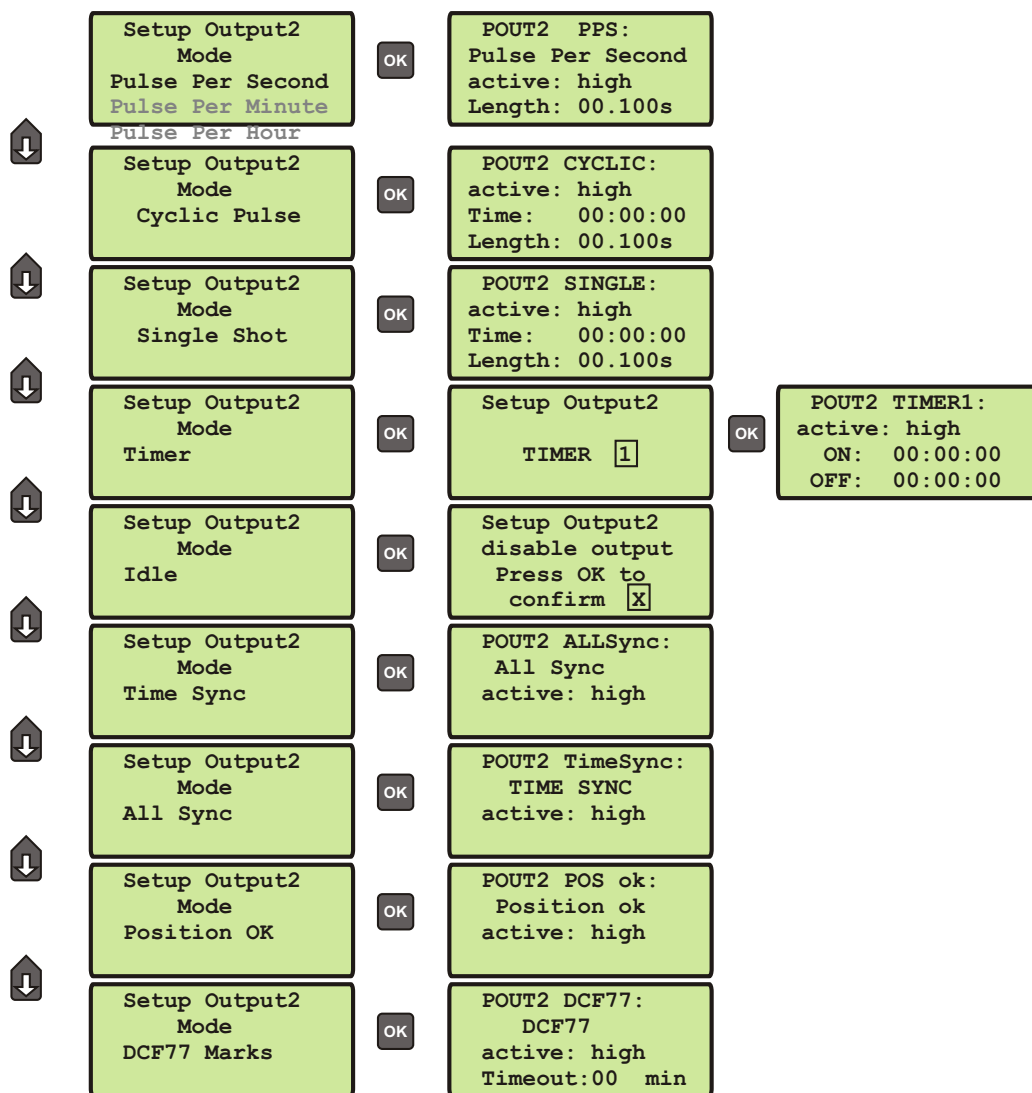 Setup Output2
Mode
Pulse Per Second
Pulse Per Minute
Pulse Per Hour
OK
POUT2 PPS:
Pulse Per Second
active: high
Length: 00.100s
Setup Output2
Mode
Cyclic Pulse
OK
POUT2 CYCLIC:
active: high
Time: 00:00:00
Length: 00.100s
Setup Output2
Mode
Single Shot
OK
POUT2 SINGLE:
active: high
Time: 00:00:00
Length: 00.100s
Setup Output2
Mode
Timer
OK
Setup Output2
TIMER 1
OK
POUT2 TIMER1:
active: high
ON: 00:00:00
OFF: 00:00:00
Setup Output2
Mode
Idle
OK
Setup Output2
disable output
Press OK to
confirm X
Setup Output2
Mode
Time Sync
OK
POUT2 ALLSync:
All Sync
active: high
Setup Output2
Mode
All Sync
OK
POUT2 TimeSync:
TIME SYNC
active: high
Setup Output2
Mode
Position OK
OK
POUT2 POS ok:
Position ok
active: high
Setup Output2
Mode
DCF77 Marks
OK
POUT2 DCF77:
DCF77
active: high
Timeout:00 min